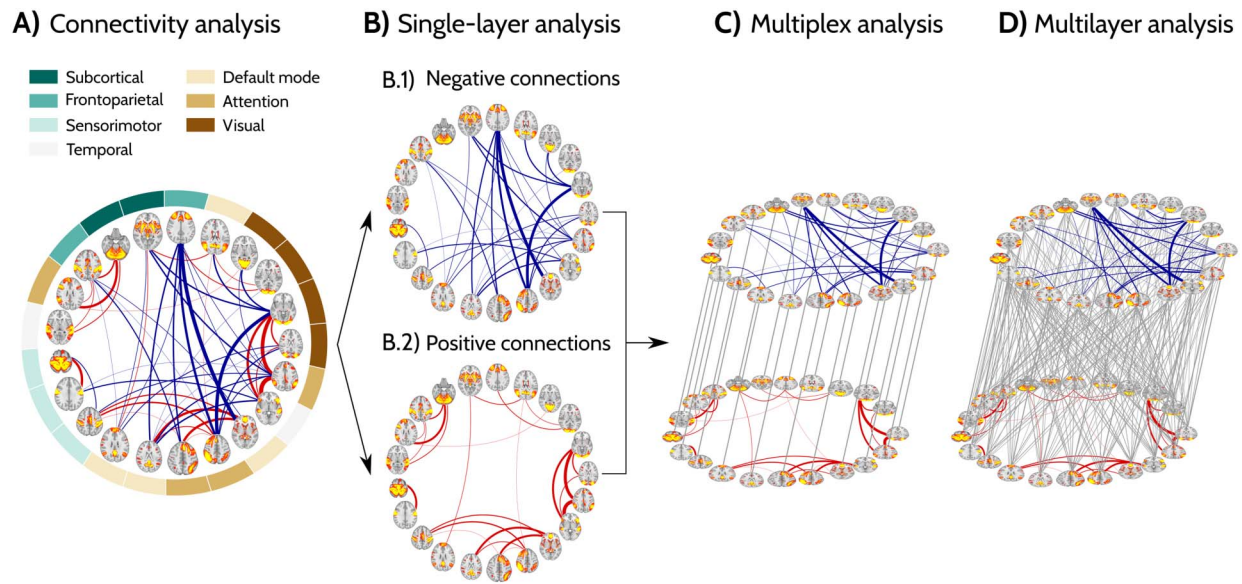 A) Connectivity analysis
B) Single-layer analysis
C) Multiplex analysis
D) Multilayer analysis
Subcortical
Frontoparietal
Sensorimotor
Temporal
Default mode
Attention
Visual
B.1) Negative connections
B.2) Positive connections